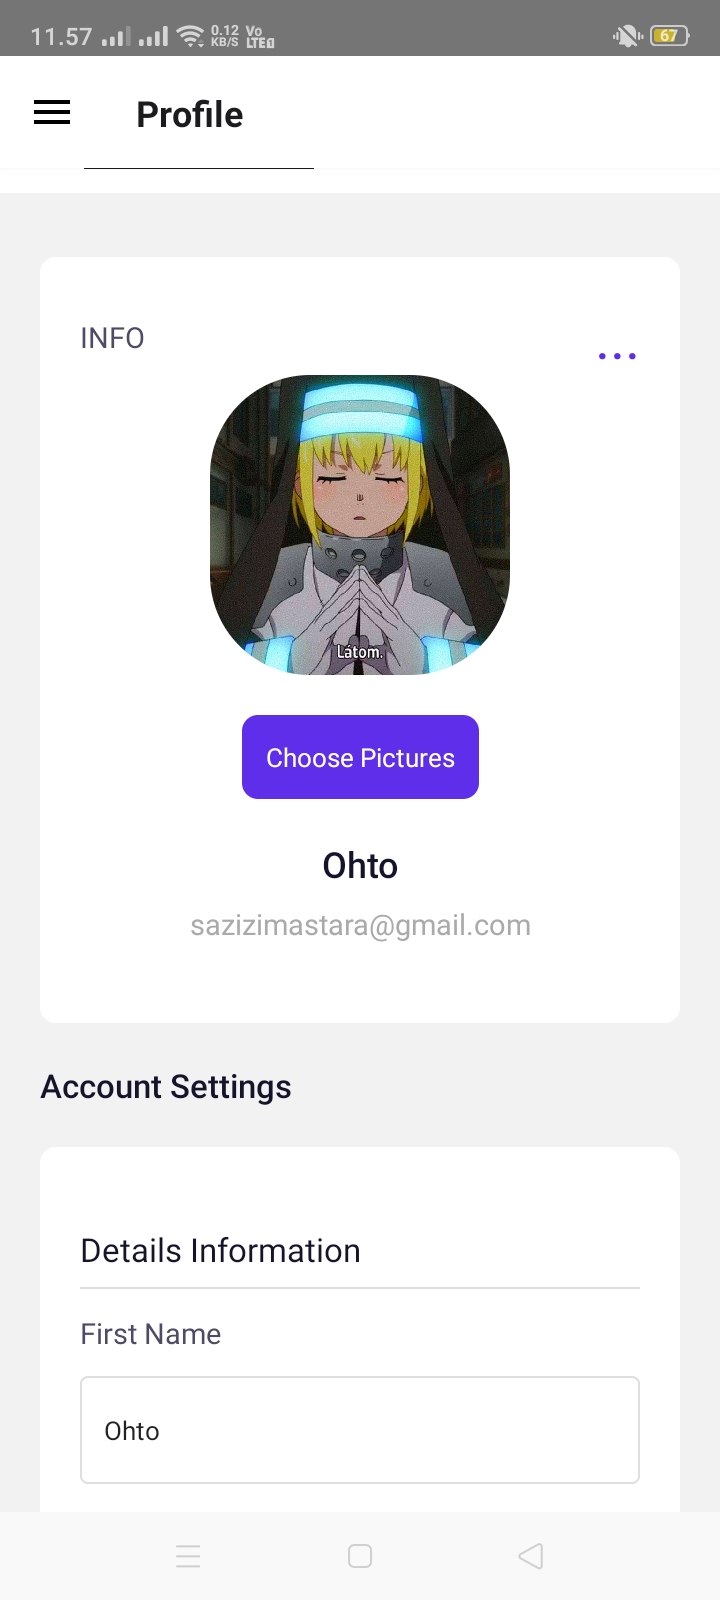 11.57 0.12 KB/S Vo LTE 67
Profile
INFO
Látom.
Choose Pictures
Ohto
sazizimastara@gmail.com
Account Settings
Details Information
First Name
Ohto